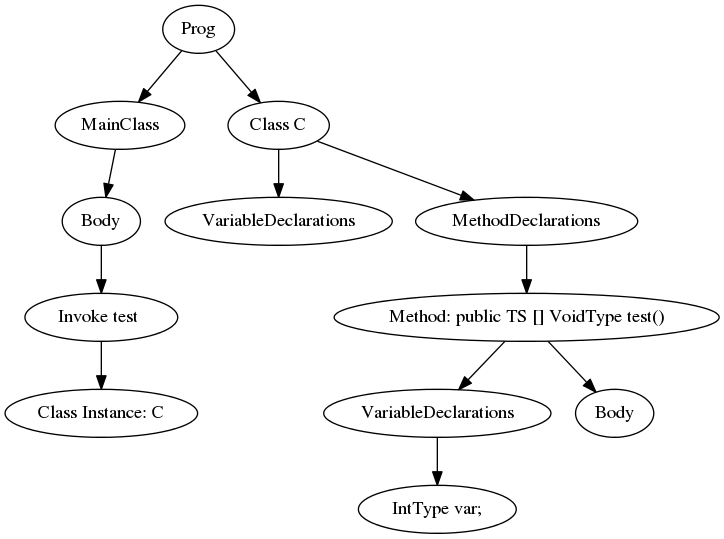 Prog
MainClass
Class C
Body
VariableDeclarations
MethodDeclarations
Invoke test
Method: public TS [] VoidType test()
Class Instance: C
VariableDeclarations
Body
IntType var;